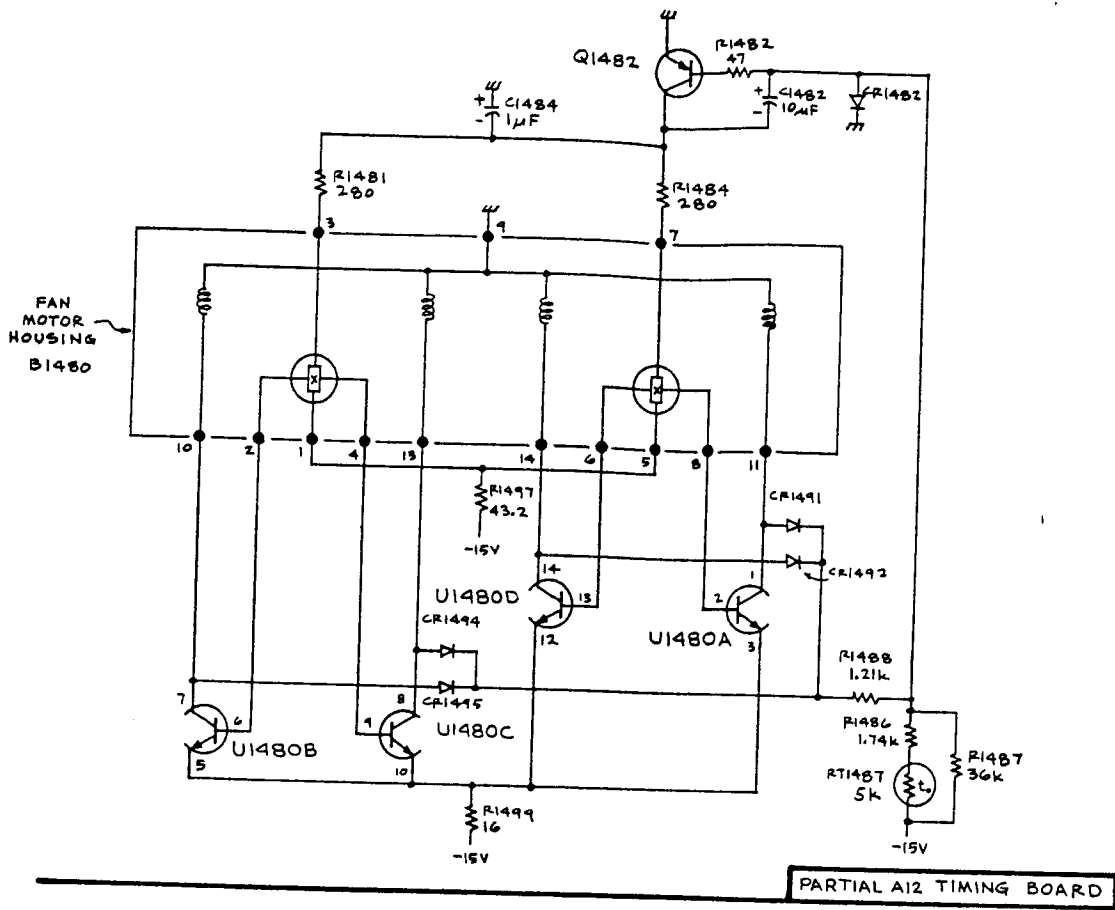 Q1482
R1482
47
+
-
C1482
10µF
CR1482
+
-
C1484
1µF
R1481
280
R1484
280
3
9
7
FAN
MOTOR
HOUSING
B1480
X
X
10
2
1
4
13
14
6
5
8
11
R1497
43.2
-15V
CR1491
CR1492
14
13
12
U1480D
1
2
3
U1480A
CR1494
CR1495
R1488
1.21K
7
6
5
U1480B
8
9
10
U1480C
R1486
1.74K
R1487
36K
RT1487
5K
t°
R1499
16
-15V
-15V
PARTIAL A12 TIMING BOARD